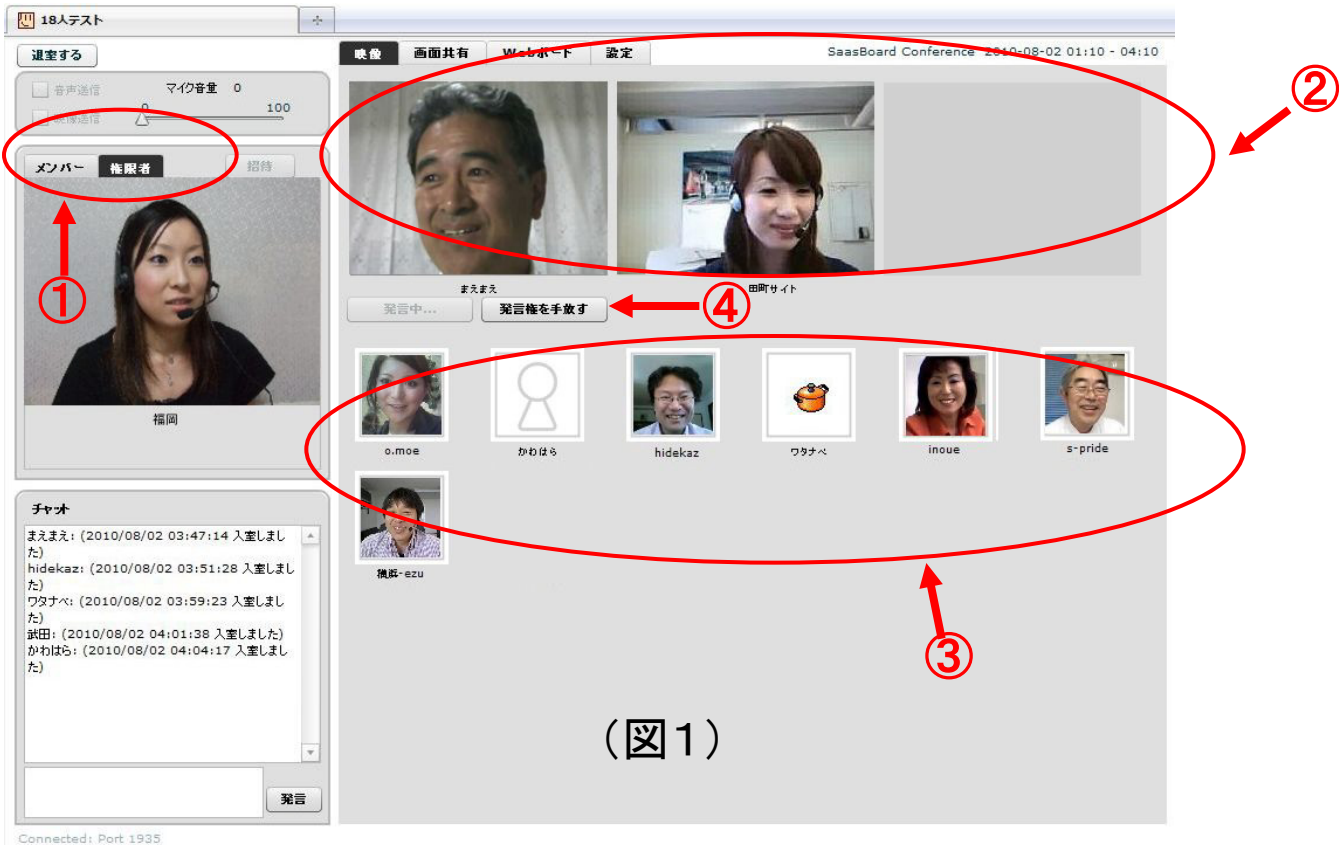 18人テスト
退室する
映像 画面共有 Webボード 設定
SaasBoard Conference 2010-08-02 01:10 - 04:10
音声送信 マイク音量 0
映像送信 0 100
②
メンバー 権限者 招待
①
福岡
まえまえ 田町サイト
発言中... 発言権を手放す
④
o.moe かわはら hidekaz ワタナベ inoue s-pride
横浜-ezu
③
チャット
まえまえ: (2010/08/02 03:47:14 入室しまし
た)
hidekaz: (2010/08/02 03:51:28 入室しまし
た)
ワタナベ: (2010/08/02 03:59:23 入室しまし
た)
武田: (2010/08/02 04:01:38 入室しました)
かわはら: (2010/08/02 04:04:17 入室しまし
た)
発言
(図1)
Connected: Port 1935